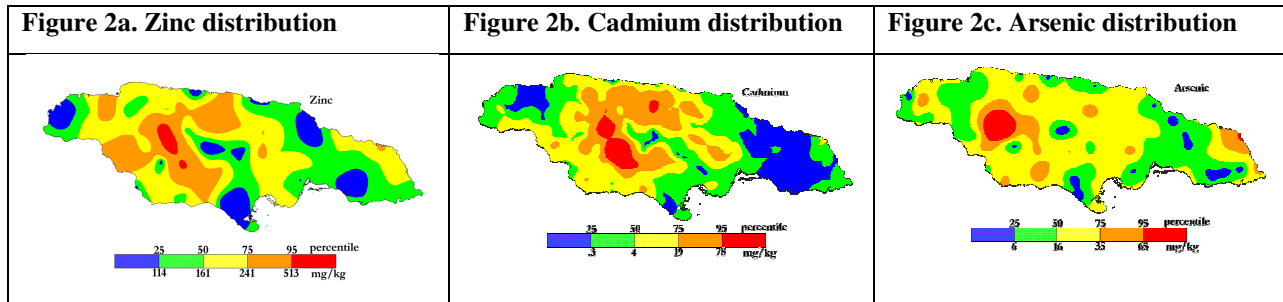 Figure 2a. Zinc distribution
Figure 2b. Cadmium distribution
Figure 2c. Arsenic distribution
Zinc
25 50 75 95 percentile
114 161 241 513 mg/kg
Cadmium
25 50 75 95 percentile
.3 4 19 78 mg/kg
Arsenic
25 50 75 95 percentile
6 16 35 65 mg/kg